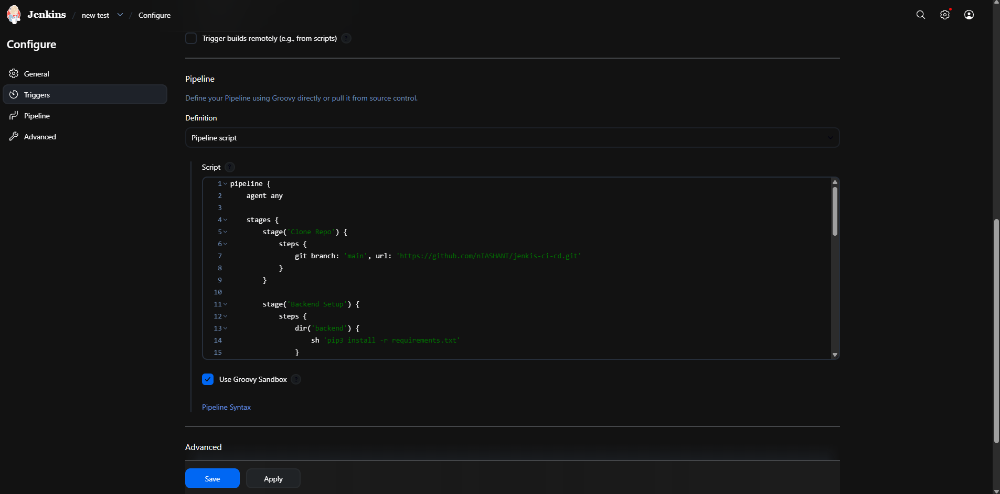 Jenkins / new test / Configure
Configure
General
Triggers
Pipeline
Advanced
Trigger builds remotely (e.g., from scripts) ?
Pipeline
Define your Pipeline using Groovy directly or pull it from source control.
Definition
Pipeline script
Script ?
1 pipeline {
2     agent any
3
4     stages {
5         stage('Clone Repo') {
6             steps {
7                 git branch: 'main', url: 'https://github.com/nIASHANT/jenkis-ci-cd.git'
8             }
9         }
10
11         stage('Backend Setup') {
12             steps {
13                 dir('backend') {
14                     sh 'pip3 install -r requirements.txt'
15                 }
Use Groovy Sandbox ?
Pipeline Syntax
Advanced
Save
Apply